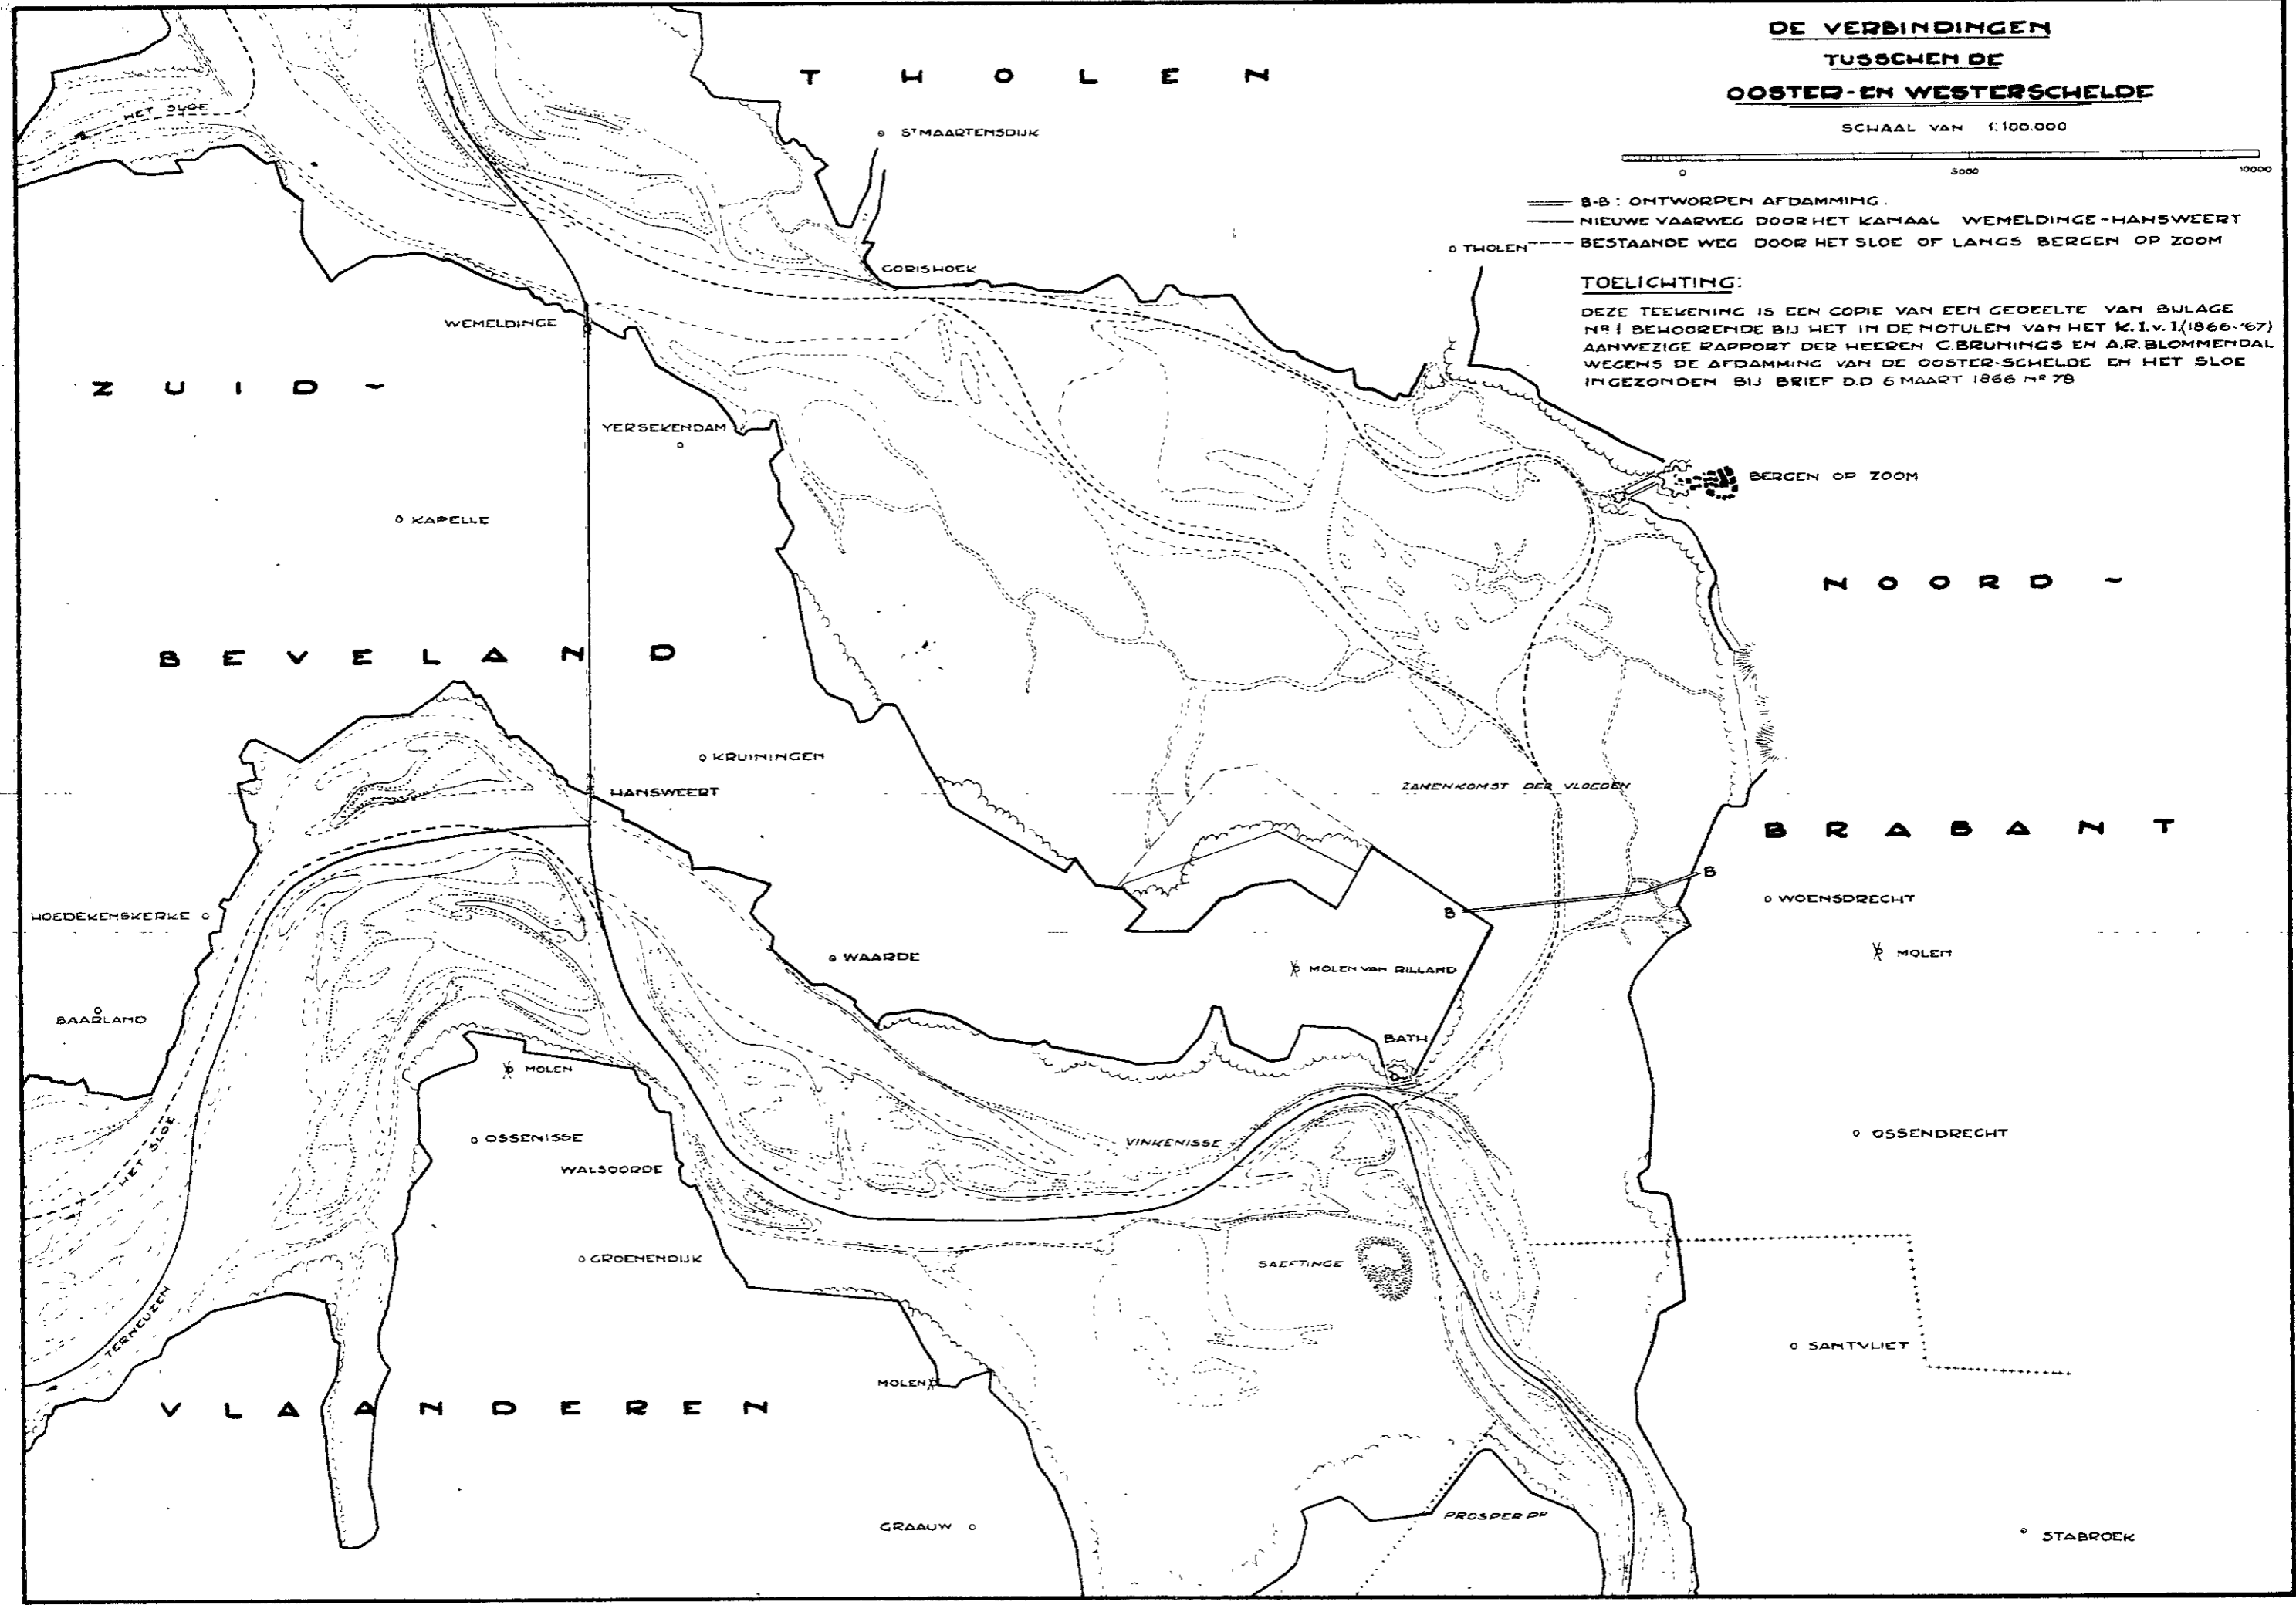 DE VERBINDINGEN
TUSSCHEN DE
OOSTER-EN WESTERSCHELDE
SCHAAL VAN 1:100.000
0 5000 10000
B-B: ONTWORPEN AFDAMMING.
NIEUWE VAARWEG DOOR HET KANAAL WEMELDINGE-HANSWEERT
BESTAANDE WEG DOOR HET SLOE OF LANGS BERGEN OP ZOOM
TOELICHTING:
DEZE TEEKENING IS EEN COPIE VAN EEN GEDEELTE VAN BIJLAGE
Nº 1 BEHOORENDE BIJ HET IN DE NOTULEN VAN HET K.I.v.I.(1866-'67)
AANWEZIGE RAPPORT DER HEEREN C.BRUNINGS EN A.R.BLOMMENDAL
WEGENS DE AFDAMMING VAN DE OOSTER-SCHELDE EN HET SLOE
INGEZONDEN BIJ BRIEF D.D 6 MAART 1866 Nº 78
THOLEN
HET SLOE
ST MAARTENSDIJK
THOLEN
GORISHOEK
WEMELDINGE
ZUID-
YERSEKENDAM
BERGEN OP ZOOM
KAPELLE
NOORD-
BEVELAND
KRUININGEN
HANSWEERT
ZAMENKOMST DER VLOEDEN
BRABANT
B
B
WOENSDRECHT
HOEDEKENSKERKE
WAARDE
MOLEN VAN RILLAND
MOLEN
BAARLAND
BATH
MOLEN
HET SLOE
OSSENISSE
VINKENISSE
OSSENDRECHT
WALSOORDE
GROENENDIJK
SAEFTINGE
TERNEUZEN
SANTVLIET
MOLEN
VLAANDEREN
PROSPER PR
GRAAUW
STABROEK